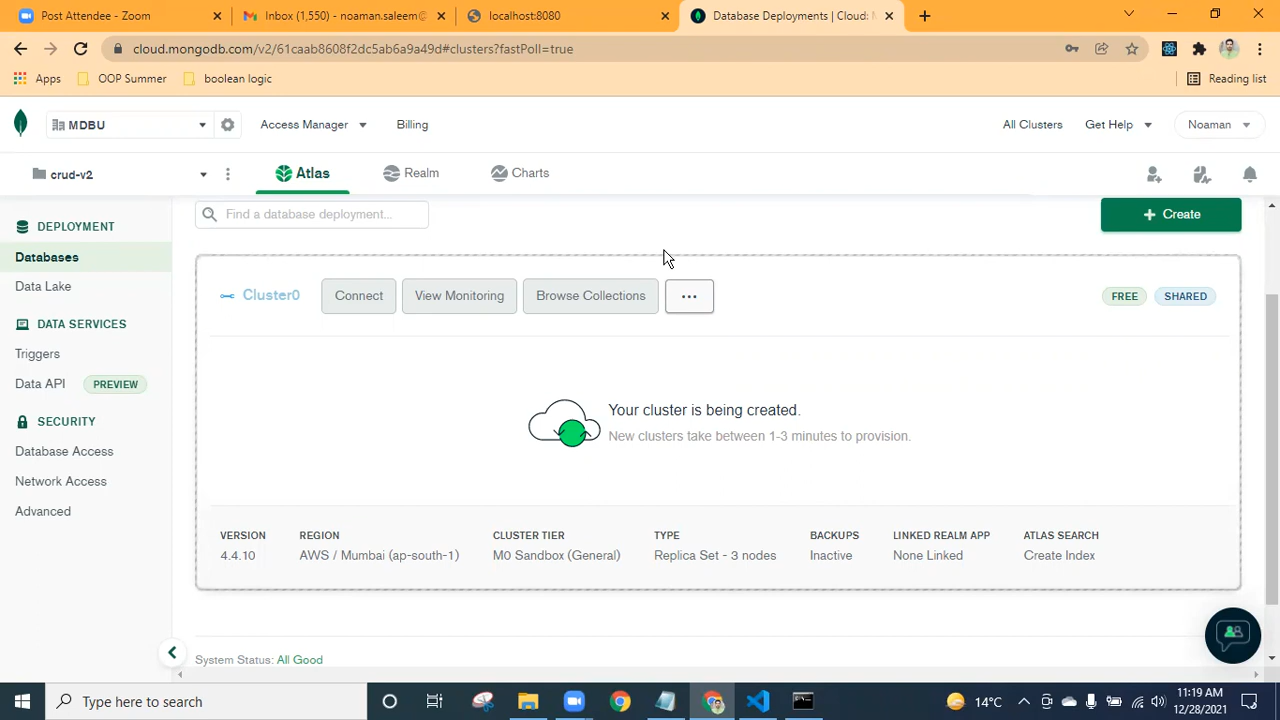 Post Attendee - Zoom
Inbox (1,550) - noaman.saleem@
localhost:8080
Database Deployments | Cloud:
cloud.mongodb.com/v2/61caab8608f2dc5ab6a9a49d#clusters?fastPoll=true
Apps
OOP Summer
boolean logic
Reading list
MDBU
Access Manager
Billing
All Clusters
Get Help
Noaman
crud-v2
Atlas
Realm
Charts
DEPLOYMENT
Databases
Data Lake
DATA SERVICES
Triggers
Data API PREVIEW
SECURITY
Database Access
Network Access
Advanced
Find a database deployment...
+ Create
Cluster0
Connect
View Monitoring
Browse Collections
...
FREE
SHARED
Your cluster is being created.
New clusters take between 1-3 minutes to provision.
VERSION
4.4.10
REGION
AWS / Mumbai (ap-south-1)
CLUSTER TIER
M0 Sandbox (General)
TYPE
Replica Set - 3 nodes
BACKUPS
Inactive
LINKED REALM APP
None Linked
ATLAS SEARCH
Create Index
System Status: All Good
Type here to search
14°C
11:19 AM
12/28/2021